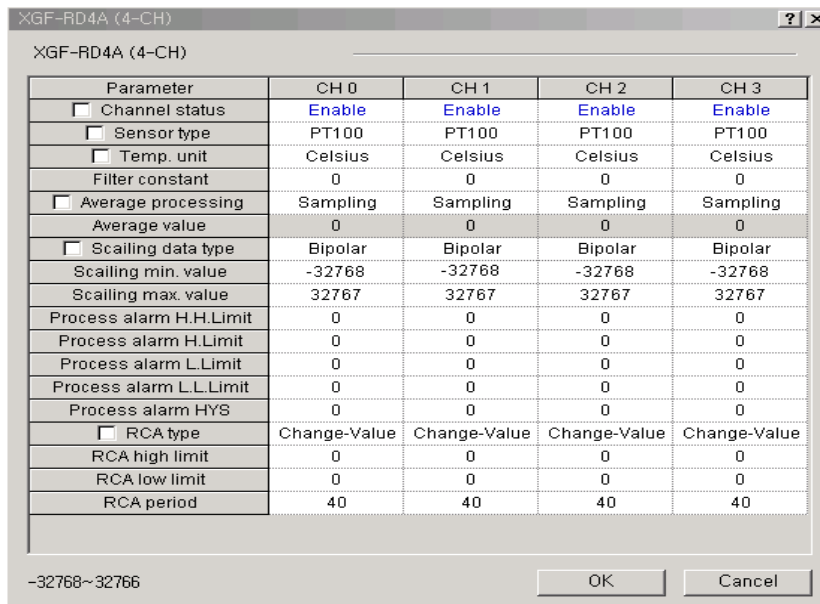 XGF-RD4A (4-CH)
XGF-RD4A (4-CH)
Parameter CH 0 CH 1 CH 2 CH 3
Channel status Enable Enable Enable Enable
Sensor type PT100 PT100 PT100 PT100
Temp. unit Celsius Celsius Celsius Celsius
Filter constant 0 0 0 0
Average processing Sampling Sampling Sampling Sampling
Average value 0 0 0 0
Scailing data type Bipolar Bipolar Bipolar Bipolar
Scailing min. value -32768 -32768 -32768 -32768
Scailing max. value 32767 32767 32767 32767
Process alarm H.H.Limit 0 0 0 0
Process alarm H.Limit 0 0 0 0
Process alarm L.Limit 0 0 0 0
Process alarm L.L.Limit 0 0 0 0
Process alarm HYS 0 0 0 0
RCA type Change-Value Change-Value Change-Value Change-Value
RCA high limit 0 0 0 0
RCA low limit 0 0 0 0
RCA period 40 40 40 40
-32768~32766 OK Cancel